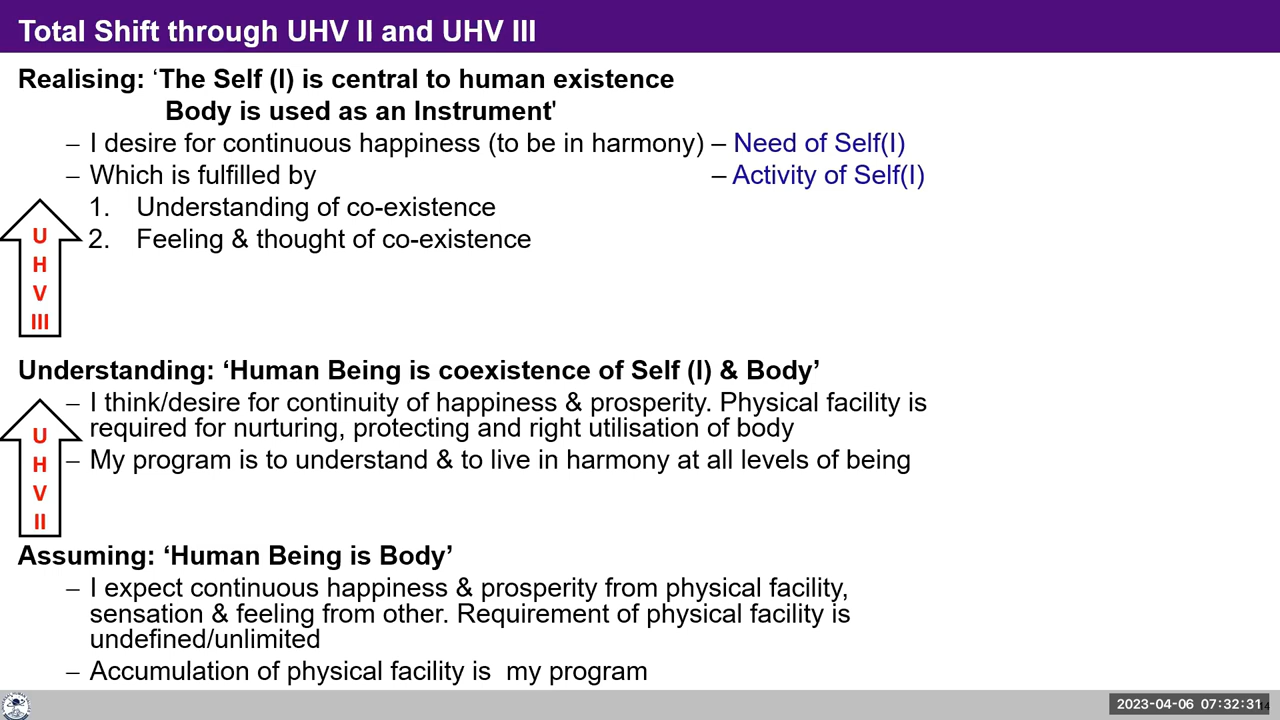 Total Shift through UHV II and UHV III
Realising: ‘The Self (I) is central to human existence
Body is used as an Instrument'
– I desire for continuous happiness (to be in harmony) – Need of Self(I)
– Which is fulfilled by – Activity of Self(I)
1. Understanding of co-existence
2. Feeling & thought of co-existence
U
H
V
III
Understanding: ‘Human Being is coexistence of Self (I) & Body’
– I think/desire for continuity of happiness & prosperity. Physical facility is
required for nurturing, protecting and right utilisation of body
– My program is to understand & to live in harmony at all levels of being
U
H
V
II
Assuming: ‘Human Being is Body’
– I expect continuous happiness & prosperity from physical facility,
sensation & feeling from other. Requirement of physical facility is
undefined/unlimited
– Accumulation of physical facility is my program
2023-04-06 07:32:31